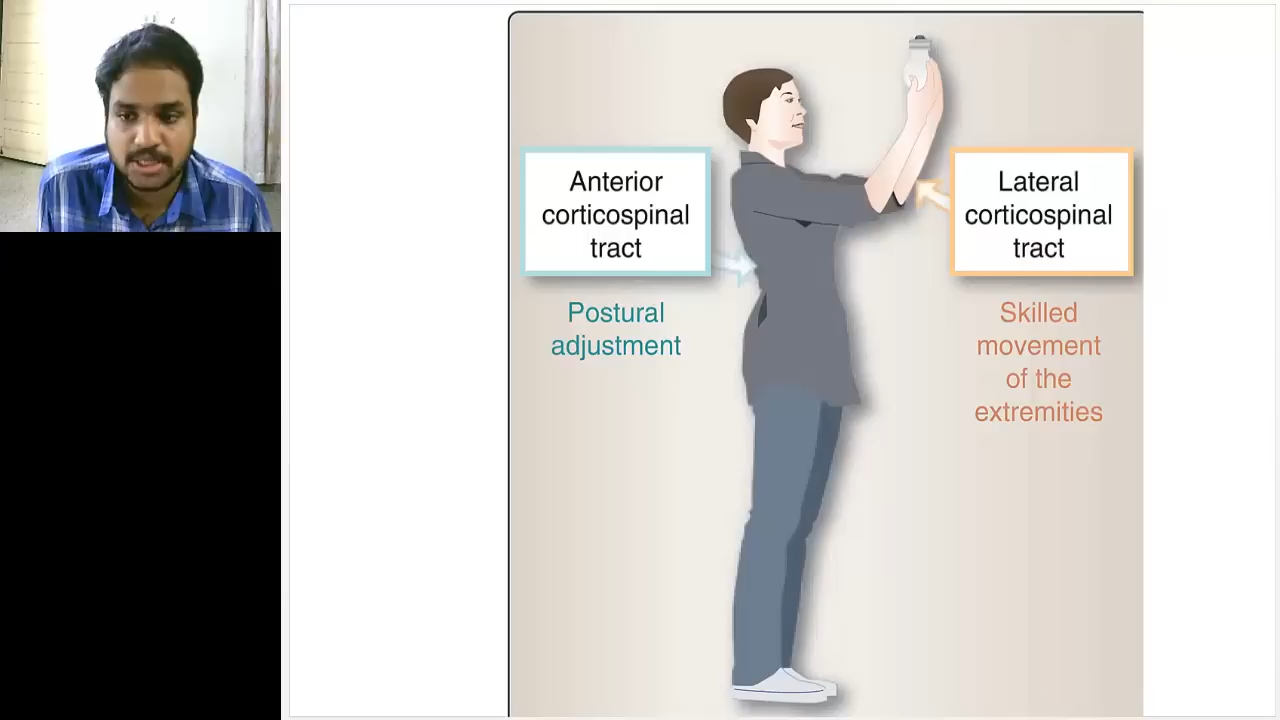 Anterior
corticospinal
tract
Postural
adjustment
Lateral
corticospinal
tract
Skilled
movement
of the
extremities